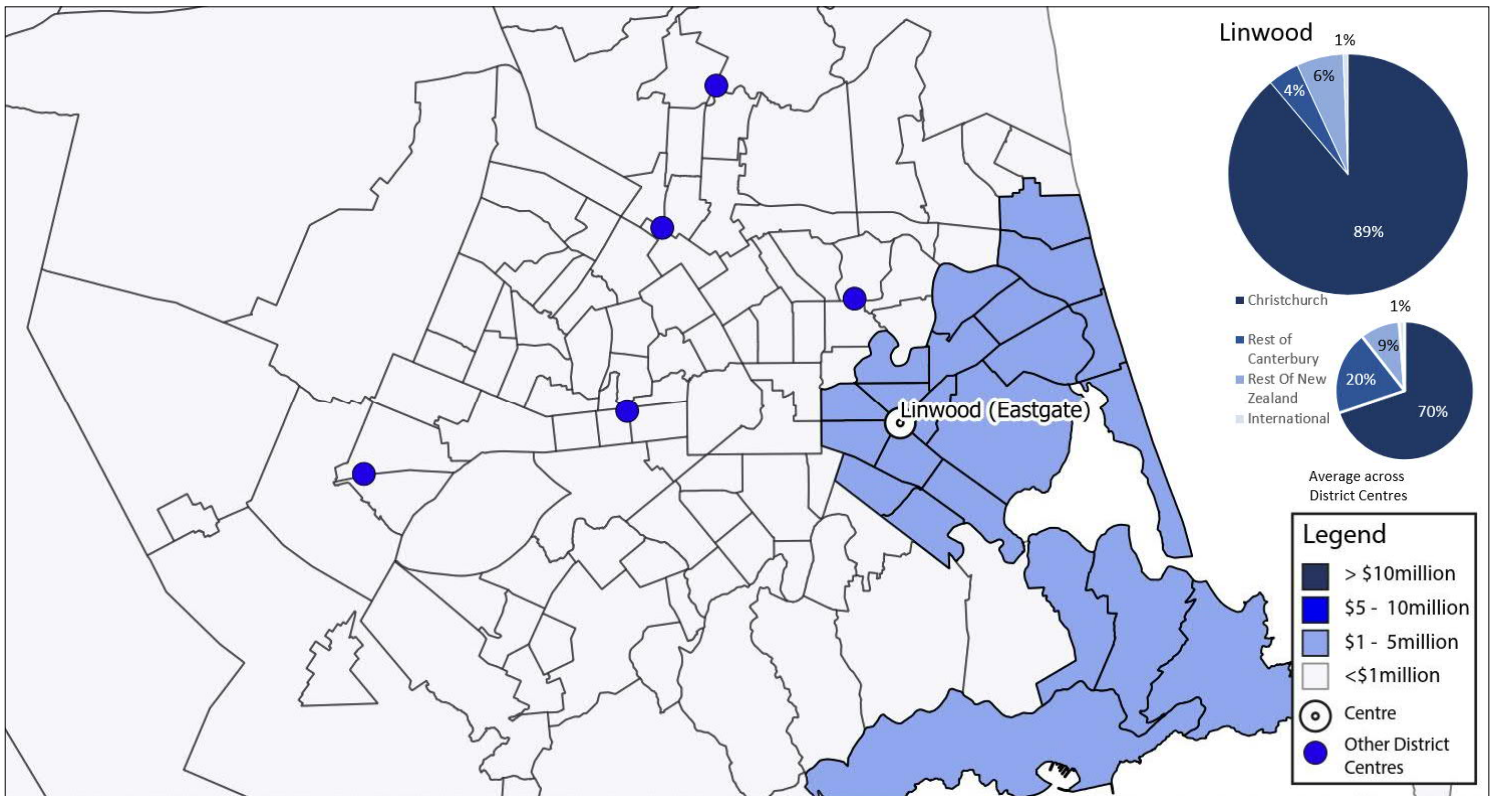 Linwood
1%
6%
4%
89%
Christchurch
Rest of
Canterbury
Rest Of New
Zealand
International
1%
9%
20%
70%
Average across
District Centres
Linwood (Eastgate)
Legend
> $10million
$5 - 10million
$1 - 5million
<$1million
Centre
Other District
Centres